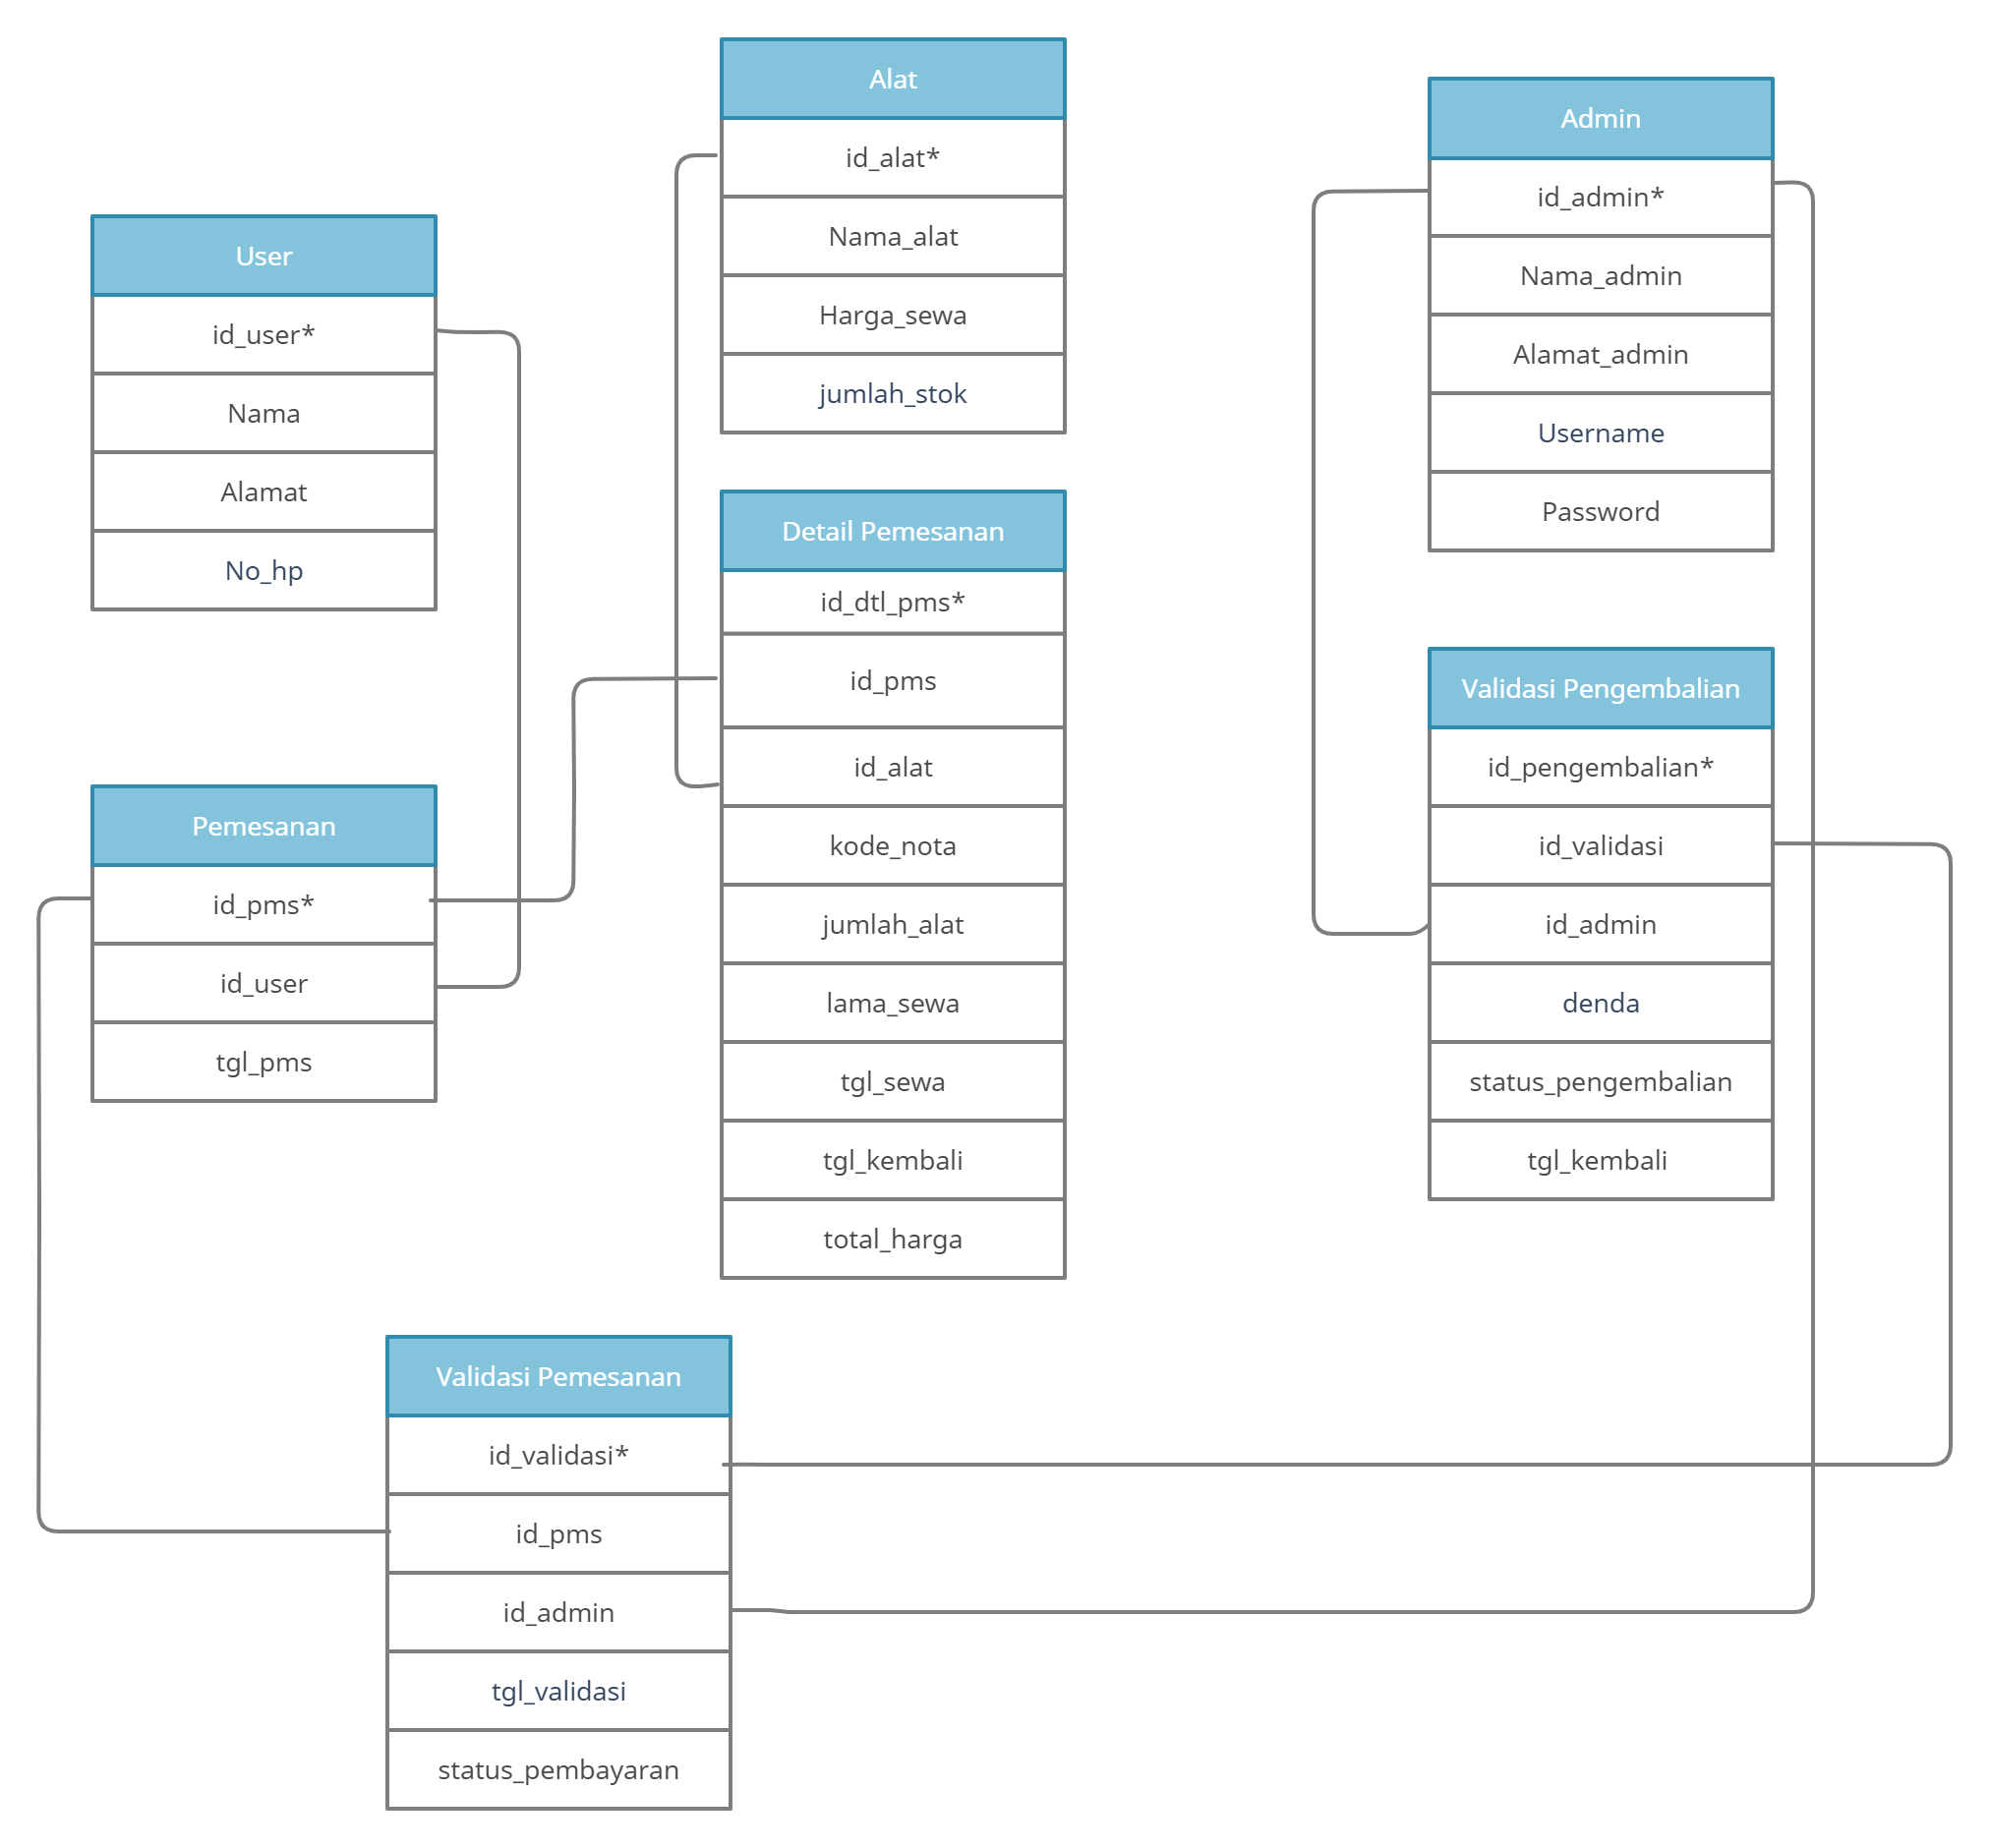 Alat
id_alat*
Nama_alat
Harga_sewa
jumlah_stok
Admin
id_admin*
Nama_admin
Alamat_admin
Username
Password
User
id_user*
Nama
Alamat
No_hp
Detail Pemesanan
id_dtl_pms*
id_pms
id_alat
kode_nota
jumlah_alat
lama_sewa
tgl_sewa
tgl_kembali
total_harga
Validasi Pengembalian
id_pengembalian*
id_validasi
id_admin
denda
status_pengembalian
tgl_kembali
Pemesanan
id_pms*
id_user
tgl_pms
Validasi Pemesanan
id_validasi*
id_pms
id_admin
tgl_validasi
status_pembayaran